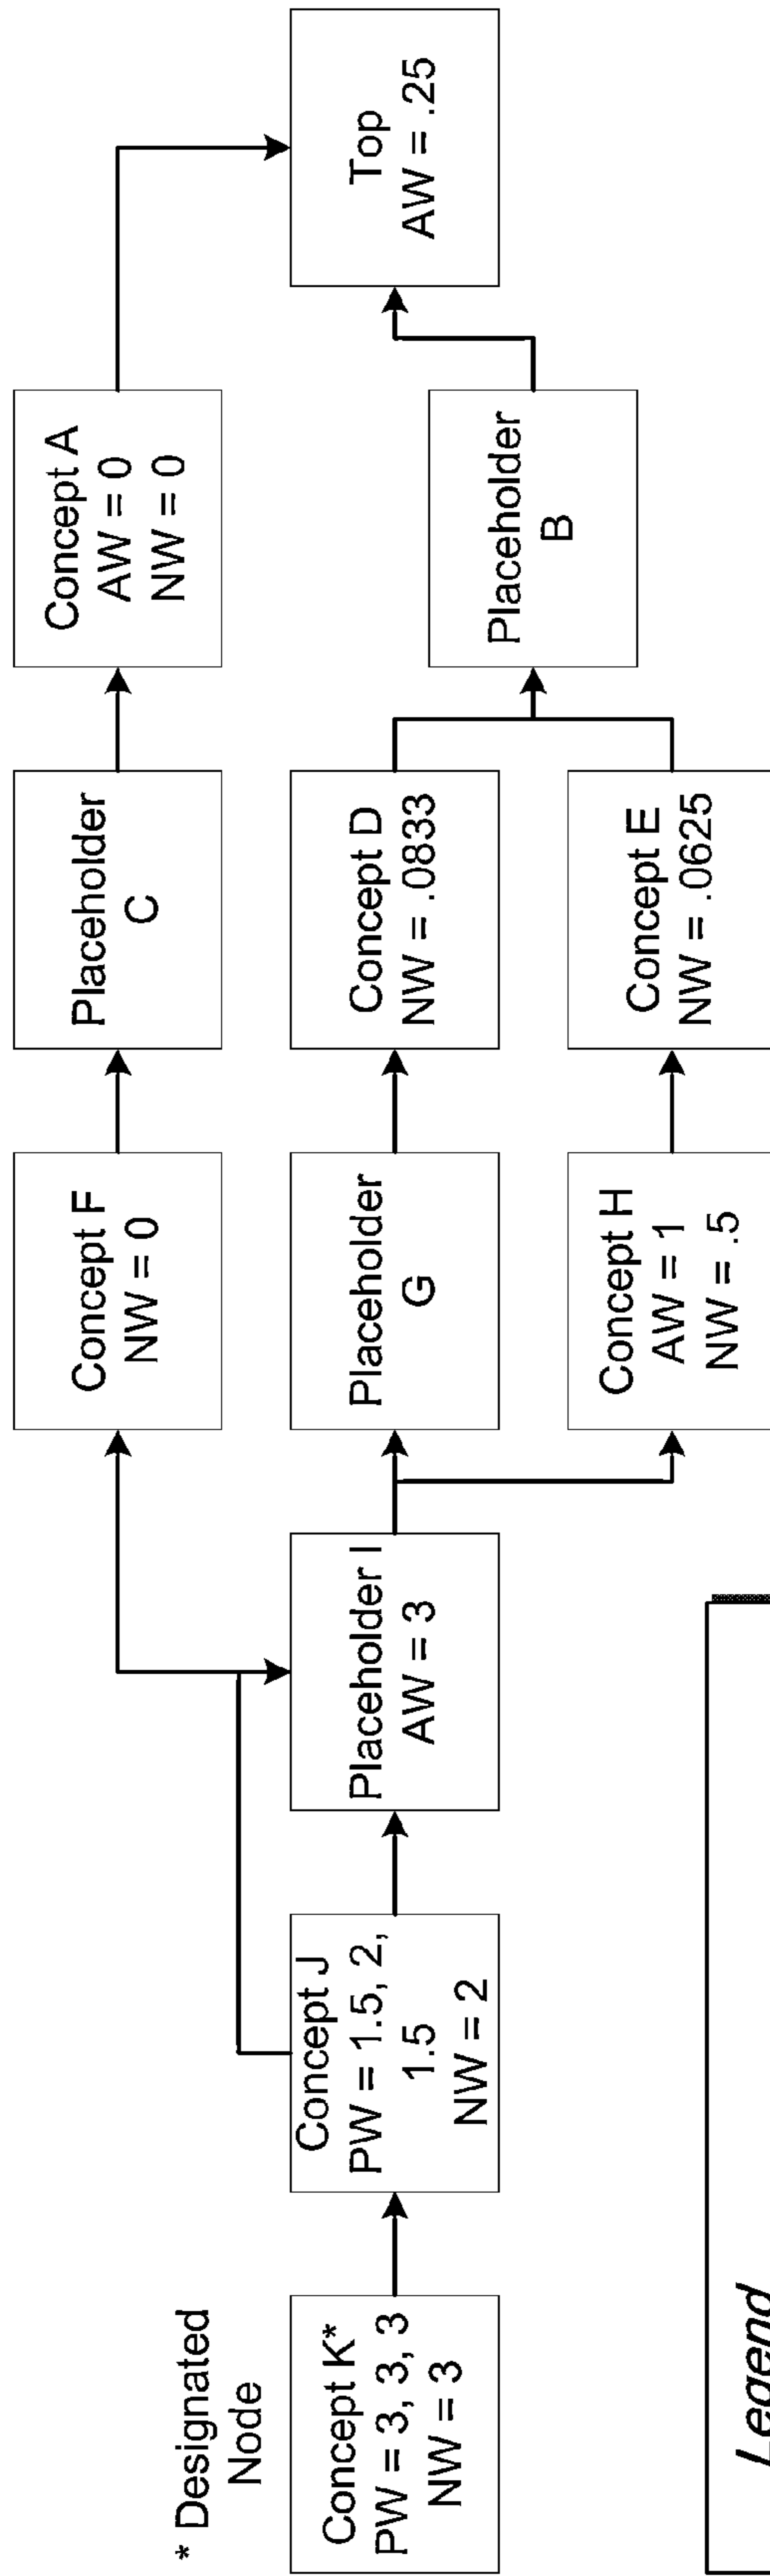 * Designated
Node
Concept K*
PW = 3, 3, 3
NW = 3
Concept J
PW = 1.5, 2,
1.5
NW = 2
Placeholder I
AW = 3
Concept F
NW = 0
Placeholder
G
Concept H
AW = 1
NW = .5
Placeholder
C
Concept D
NW = .0833
Concept E
NW = .0625
Concept A
AW = 0
NW = 0
Placeholder
B
Top
AW = .25
Legend